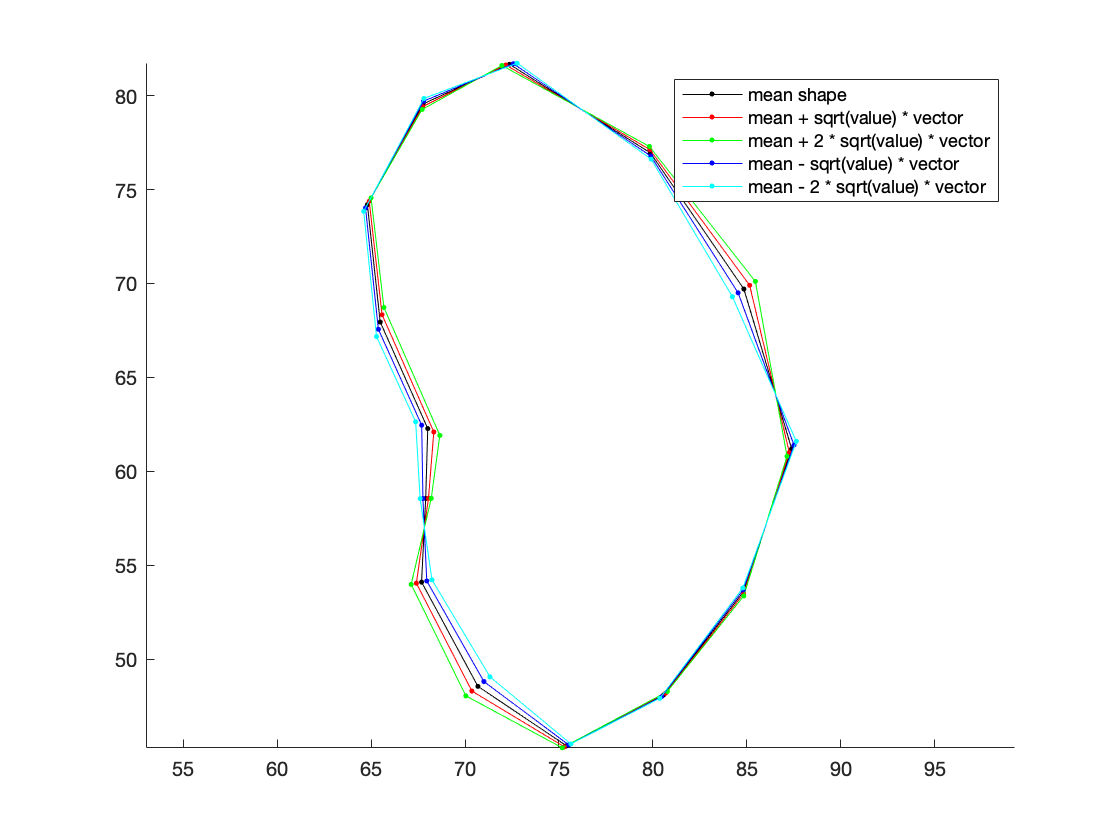 80
75
70
65
60
55
50
55 60 65 70 75 80 85 90 95
mean shape
mean + sqrt(value) * vector
mean + 2 * sqrt(value) * vector
mean - sqrt(value) * vector
mean - 2 * sqrt(value) * vector